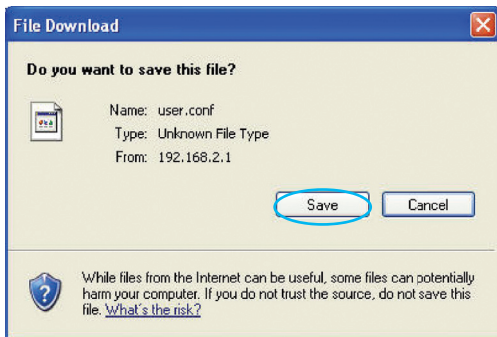 File Download
Do you want to save this file?
Name: user.conf
Type: Unknown File Type
From: 192.168.2.1
Save Cancel
While files from the Internet can be useful, some files can potentially
harm your computer. If you do not trust the source, do not save this
file. What's the risk?